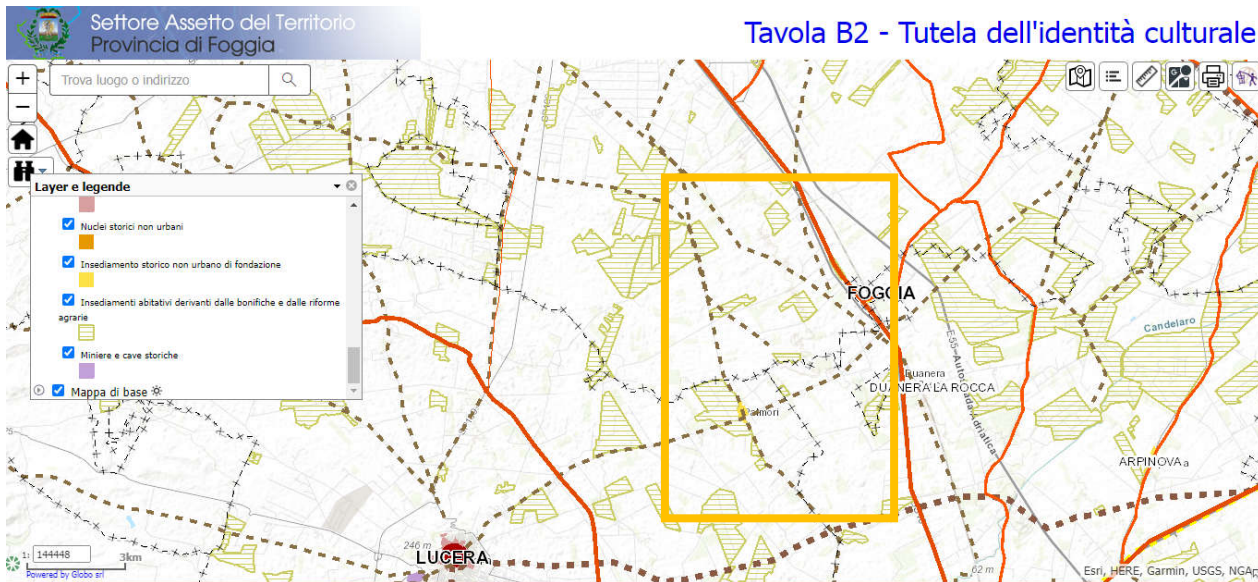 Settore Assetto del Territorio
Provincia di Foggia
Tavola B2 - Tutela dell'identità culturale
Trova luogo o indirizzo
Layer e legende
Nuclei storici non urbani
Insediamento storico non urbano di fondazione
Insediamenti abitativi derivanti dalle bonifiche e dalle riforme
agrarie
Miniere e cave storiche
Mappa di base
FOGGIA
Candelaro
E-55-Autostrada Adriatica
Duanera
DUANERA LA ROCCA
Palmori
ARPINOVA
246 m
LUCERA
62 m
1: 144448
3km
Powered by Globo srl
Esri, HERE, Garmin, USGS, NGA